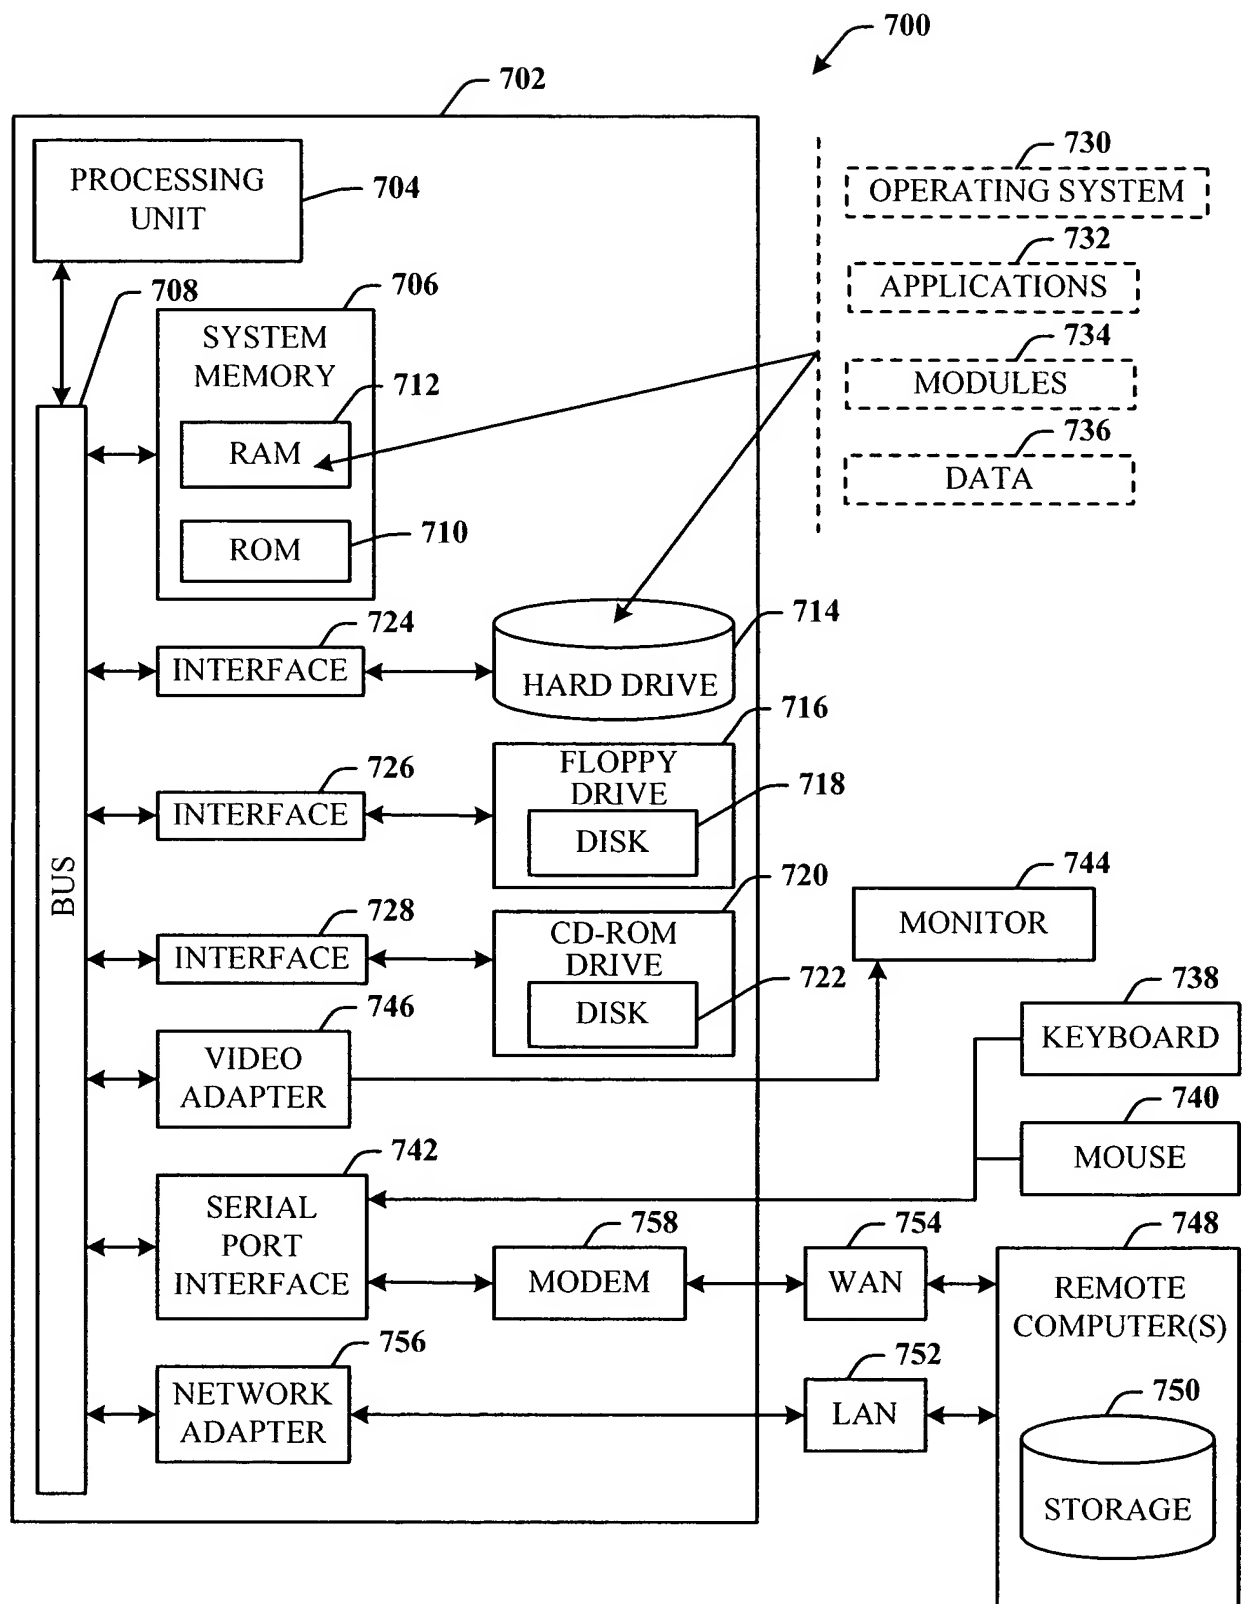 700
702
PROCESSING
UNIT
704
730
OPERATING SYSTEM
732
APPLICATIONS
734
MODULES
736
DATA
708
706
SYSTEM
MEMORY
712
RAM
710
ROM
BUS
724
INTERFACE
714
HARD DRIVE
716
FLOPPY
DRIVE
718
DISK
726
INTERFACE
720
CD-ROM
DRIVE
722
DISK
728
INTERFACE
744
MONITOR
746
VIDEO
ADAPTER
738
KEYBOARD
740
MOUSE
742
SERIAL
PORT
INTERFACE
758
MODEM
754
WAN
748
REMOTE
COMPUTER(S)
756
NETWORK
ADAPTER
752
LAN
750
STORAGE